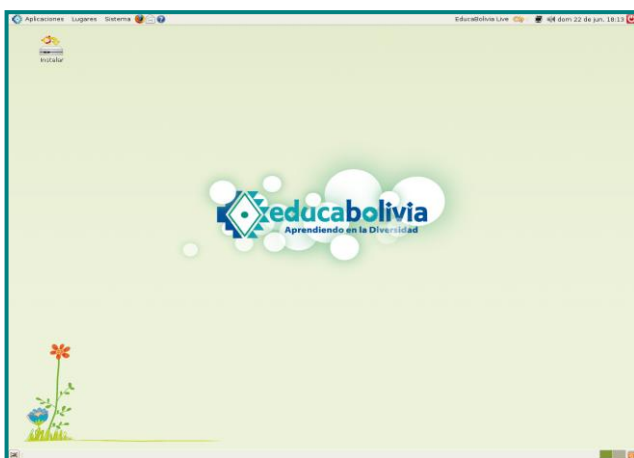 Aplicaciones Lugares Sistema EducaBolivia Live dom 22 de jun, 18:13
Instalar
educabolivia
Aprendiendo en la Diversidad